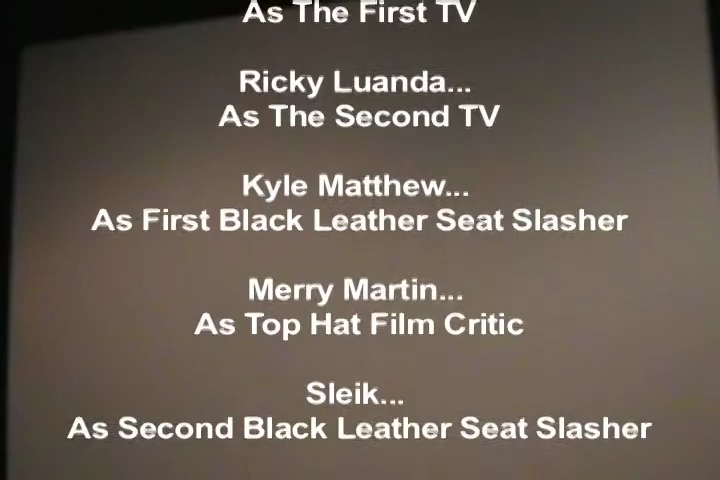 As The First TV
Ricky Luanda...
As The Second TV
Kyle Matthew...
As First Black Leather Seat Slasher
Merry Martin...
As Top Hat Film Critic
Sleik...
As Second Black Leather Seat Slasher